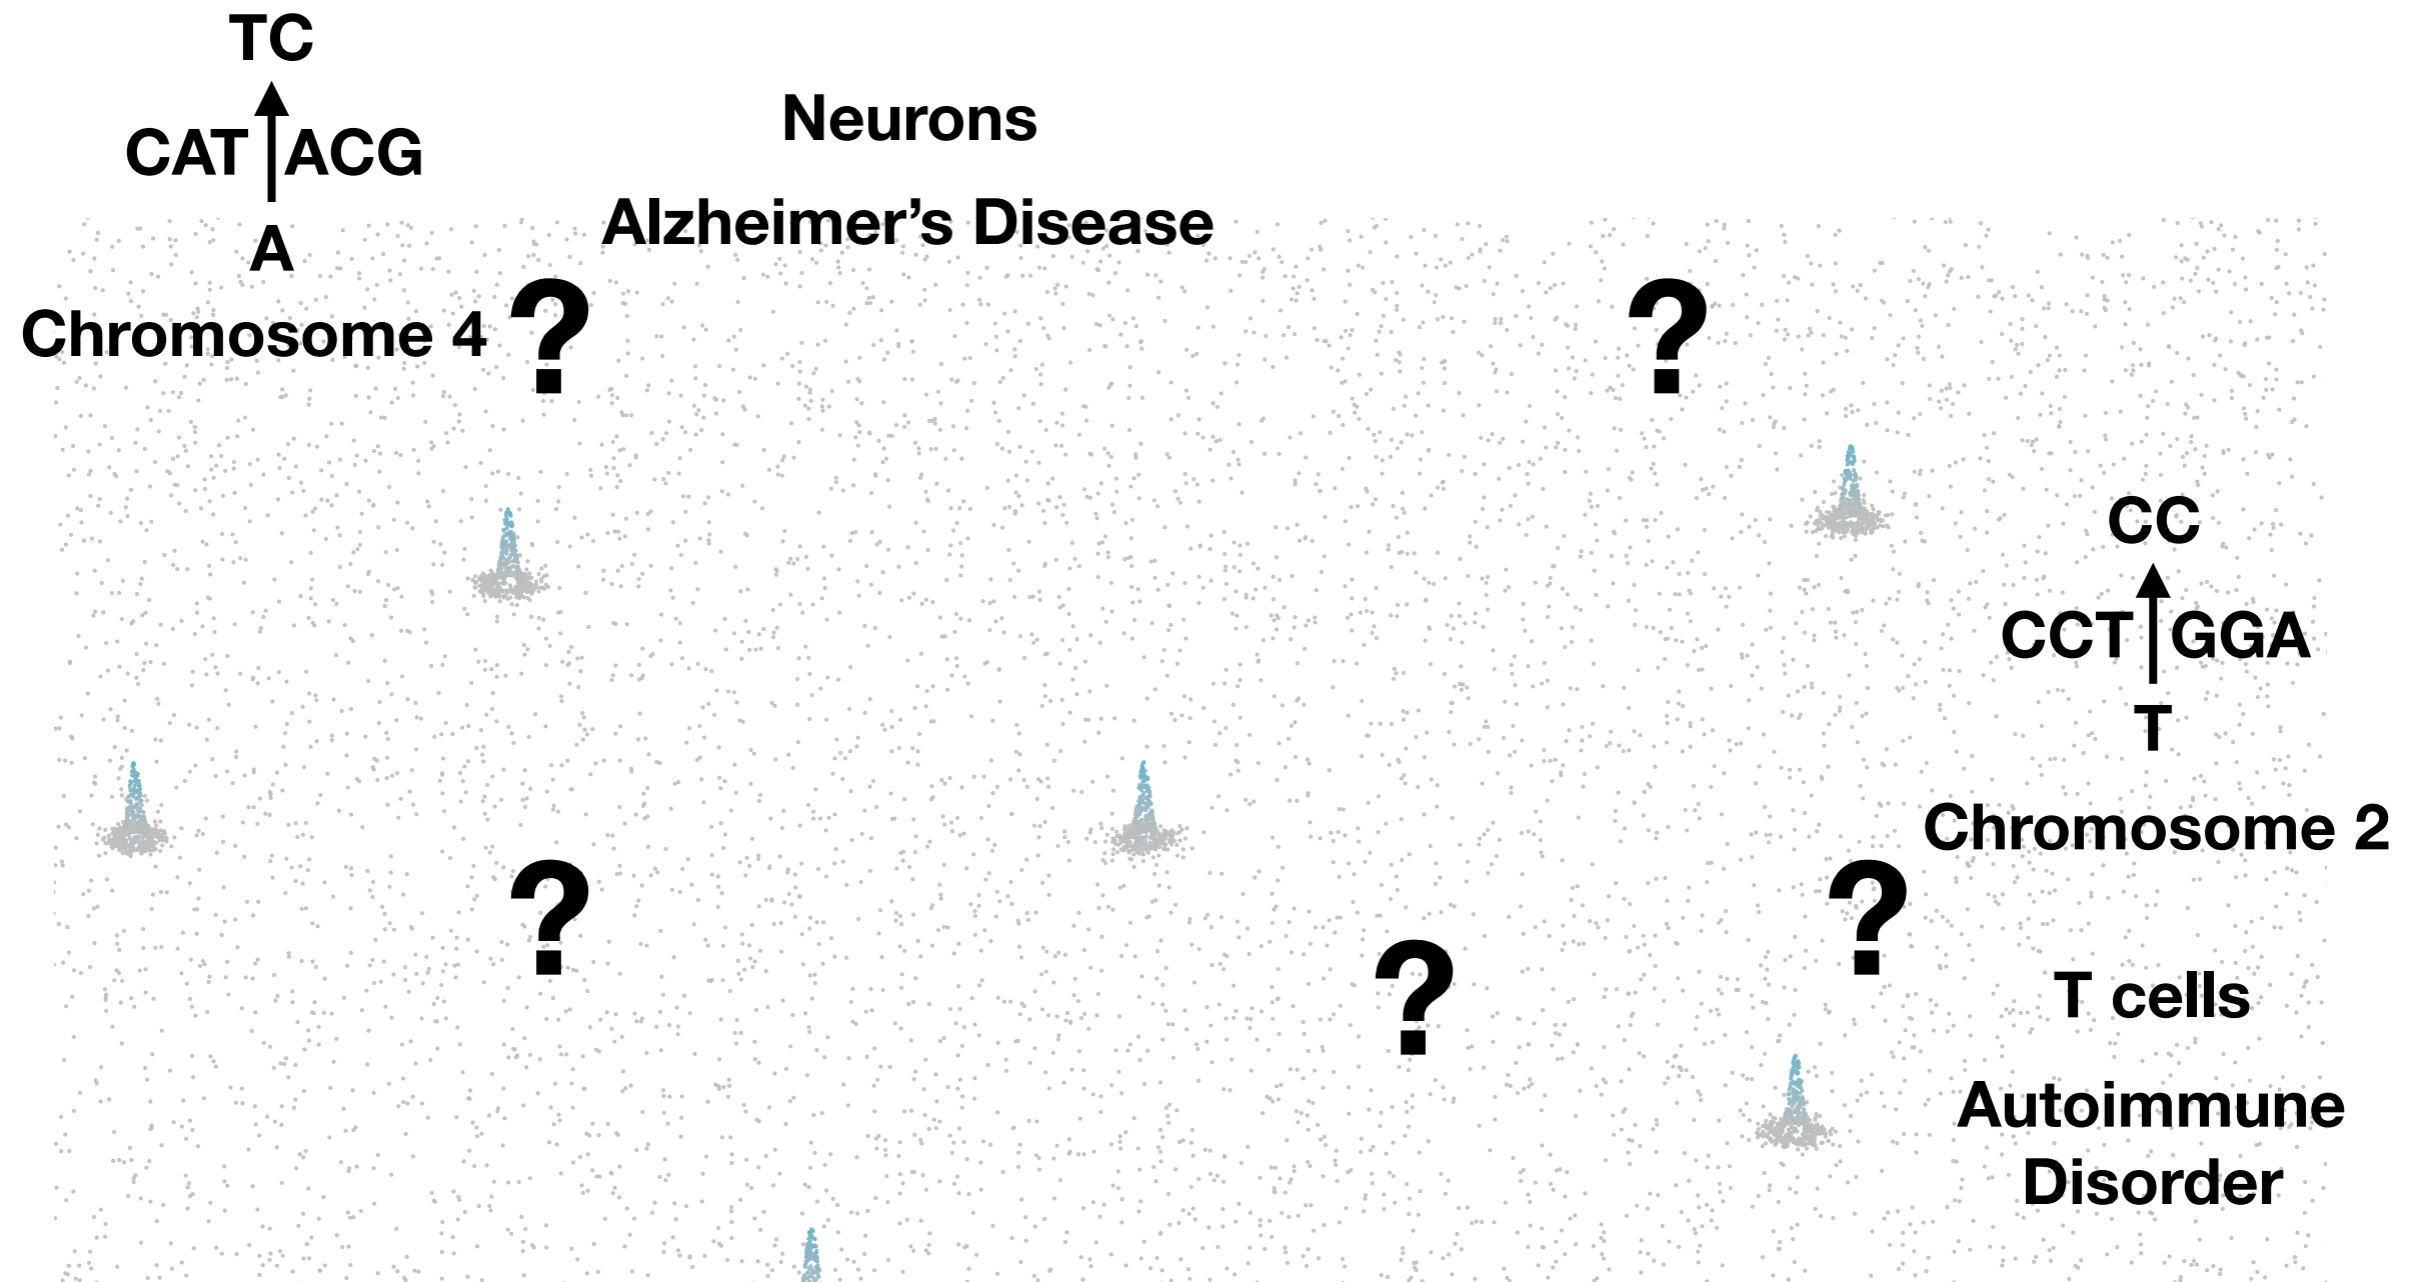 TC
CAT ACG
A
Chromosome 4
?
Neurons
Alzheimer’s Disease
?
CC
CCT GGA
T
Chromosome 2
?
?
?
T cells
Autoimmune
Disorder